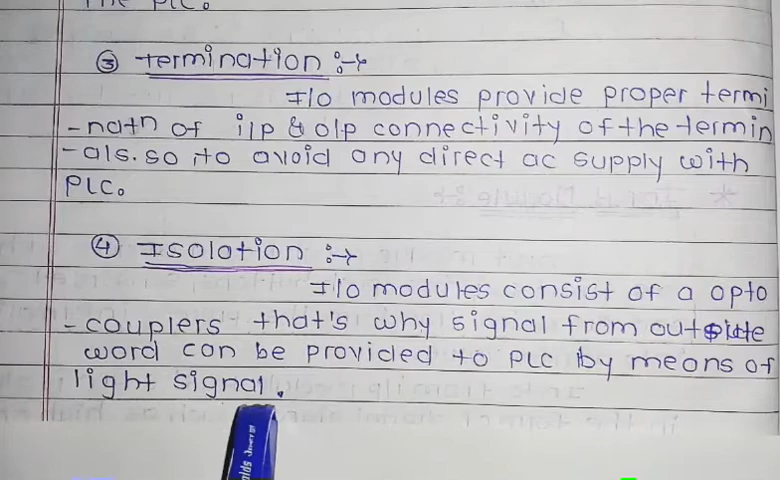 The PLC.
③ Termination :->
I/O modules provide proper termi
-natn of i/p & o/p connectivity of the termin
-als. so to avoid any direct ac supply with
PLC.
④ Isolation :->
I/O modules consist of a opto
-couplers that's why signal from outside
word can be provided to PLC by means of
light signal.